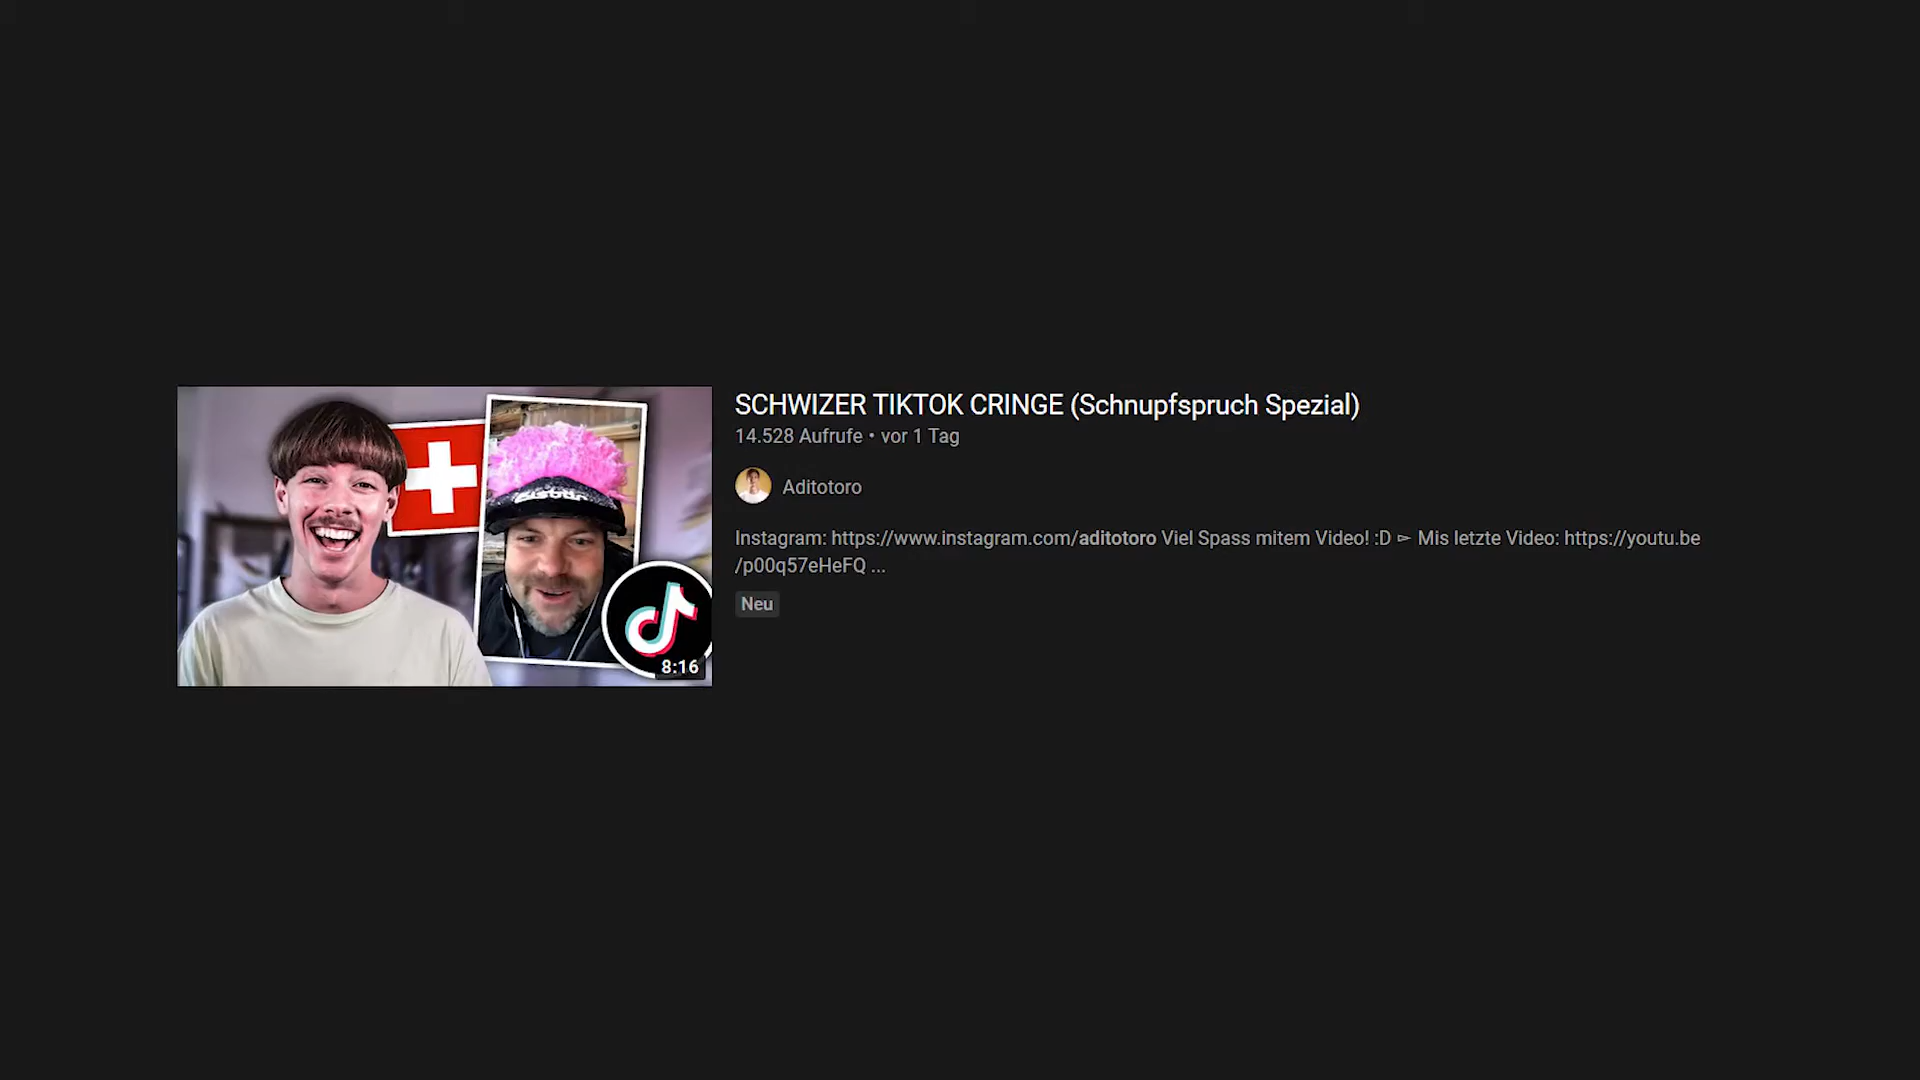 SCHWIZER TIKTOK CRINGE (Schnupfspruch Spezial)
14.528 Aufrufe • vor 1 Tag
Aditotoro
Instagram: https://www.instagram.com/aditotoro Viel Spass mitem Video! :D ► Mis letzte Video: https://youtu.be
/p00q57eHeFQ ...
Neu
8:16